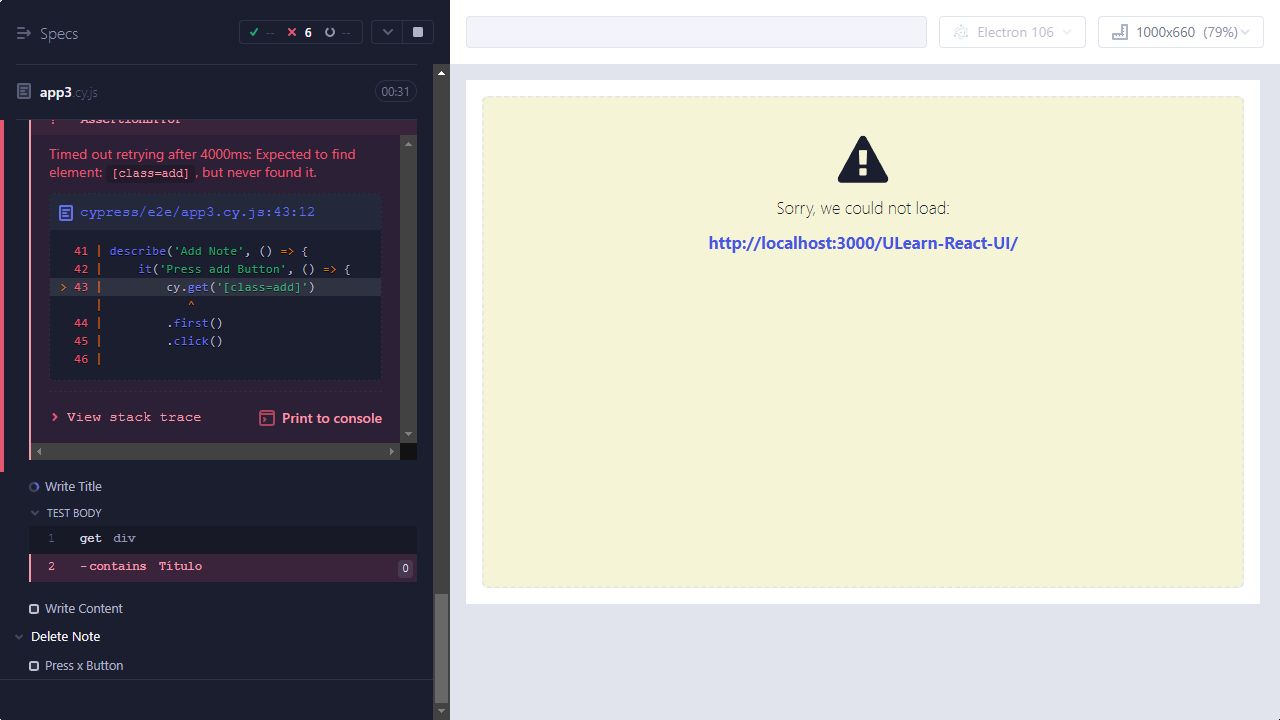 Specs
-- 6 --
app3.cy.js
00:31
AssertionError
Timed out retrying after 4000ms: Expected to find
element: [class=add] , but never found it.
cypress/e2e/app3.cy.js:43:12
41 | describe('Add Note', () => {
42 |     it('Press add Button', () => {
> 43 |         cy.get('[class=add]')
|            ^
44 |         .first()
45 |         .click()
46 |
> View stack trace
Print to console
Write Title
TEST BODY
1 get div
2 -contains Título 0
Write Content
Delete Note
Press x Button
Electron 106
1000x660 (79%)
Sorry, we could not load:
http://localhost:3000/ULearn-React-UI/